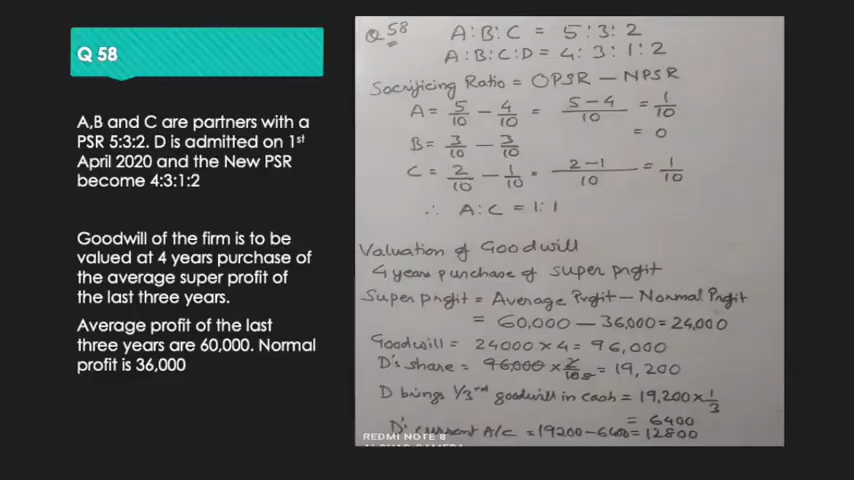 Q 58
A,B and C are partners with a
PSR 5:3:2. D is admitted on 1st
April 2020 and the New PSR
become 4:3:1:2
Goodwill of the firm is to be
valued at 4 years purchase of
the average super profit of
the last three years.
Average profit of the last
three years are 60,000. Normal
profit is 36,000
Q 58
A:B:C = 5:3:2
A:B:C:D = 4:3:1:2
Sacrificing Ratio = OPSR – NPSR
A = 5/10 – 4/10 = 5–4/10 = 1/10
B = 3/10 – 3/10 = 0
C = 2/10 – 1/10 = 2–1/10 = 1/10
∴ A:C = 1:1
Valuation of Goodwill
4 years purchase of super profit
Super profit = Average Profit – Normal Profit
= 60,000 – 36,000 = 24,000
Goodwill = 24000 × 4 = 96,000
D's share = 96,000 × 2/10 = 19,200
D brings 1/3rd goodwill in cash = 19,200 × 1/3
= 6400
D's current A/c = 19200 – 6400 = 12800
REDMI NOTE 8